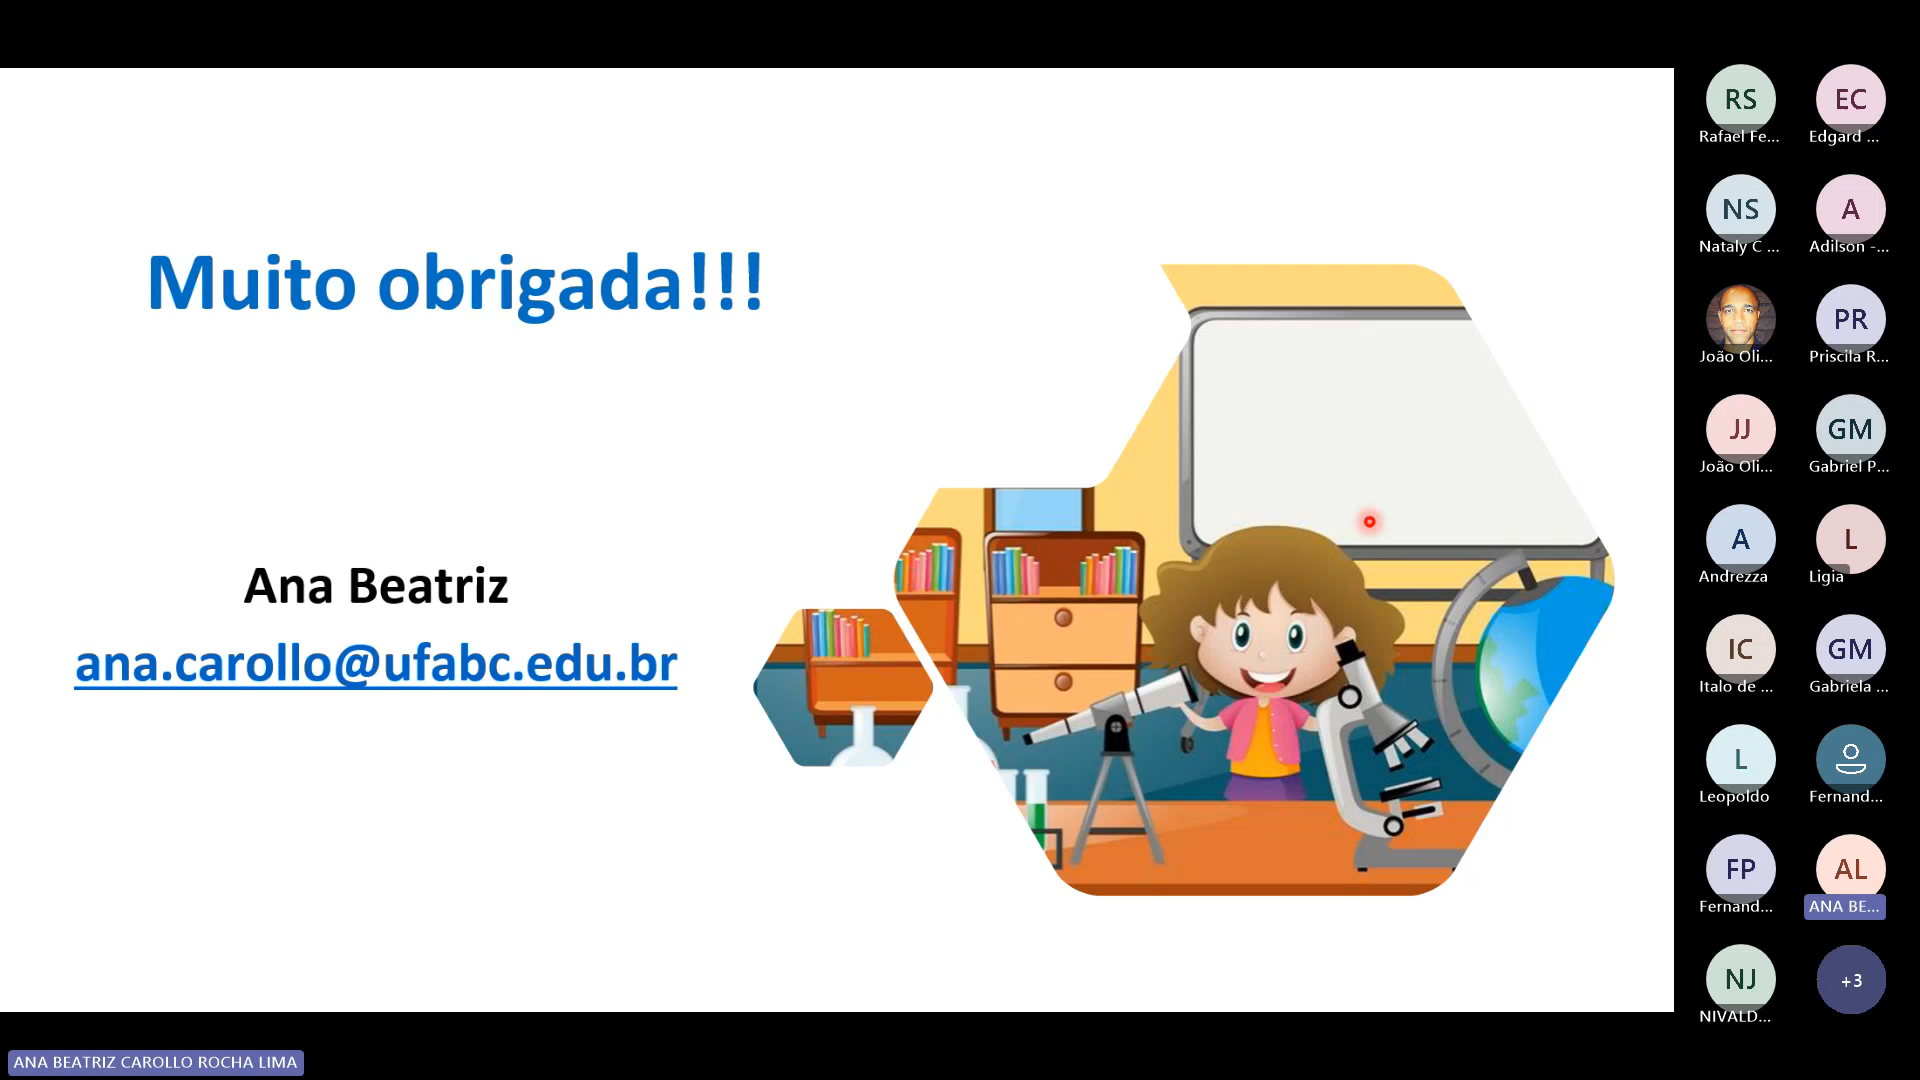 Muito obrigada!!!
Ana Beatriz
ana.carollo@ufabc.edu.br
RS
EC
Rafael Fe...
Edgard ...
NS
A
Nataly C ...
Adilson -...
PR
João Oli...
Priscila R...
JJ
GM
João Oli...
Gabriel P...
A
L
Andrezza
Ligia
IC
GM
Italo de ...
Gabriela ...
L
Leopoldo
Fernand...
FP
AL
Fernand...
ANA BE...
NJ
+3
NIVALD...
ANA BEATRIZ CAROLLO ROCHA LIMA